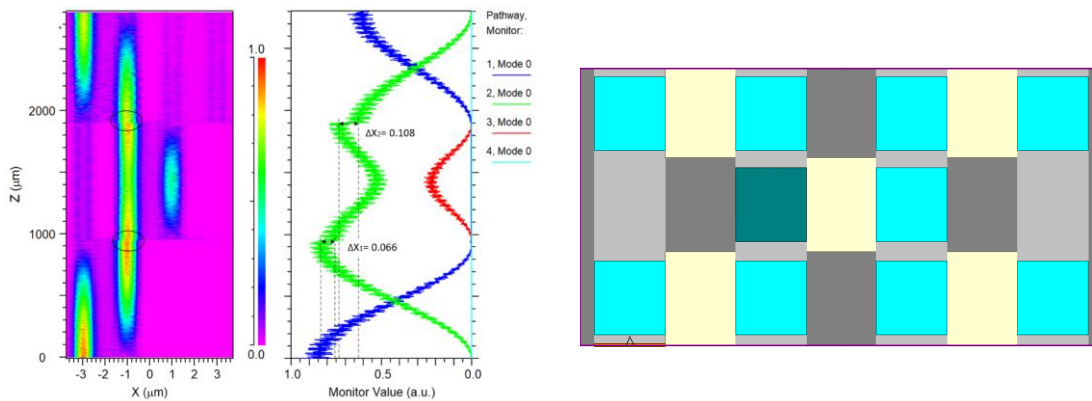 1.0
0.0
Z (μm)
2000
1000
0
-3 -2 -1 0 1 2 3
X (μm)
ΔX₂= 0.108
ΔX₁= 0.066
1.0 0.5 0.0
Monitor Value (a.u.)
Pathway,
Monitor:
1, Mode 0
2, Mode 0
3, Mode 0
4, Mode 0